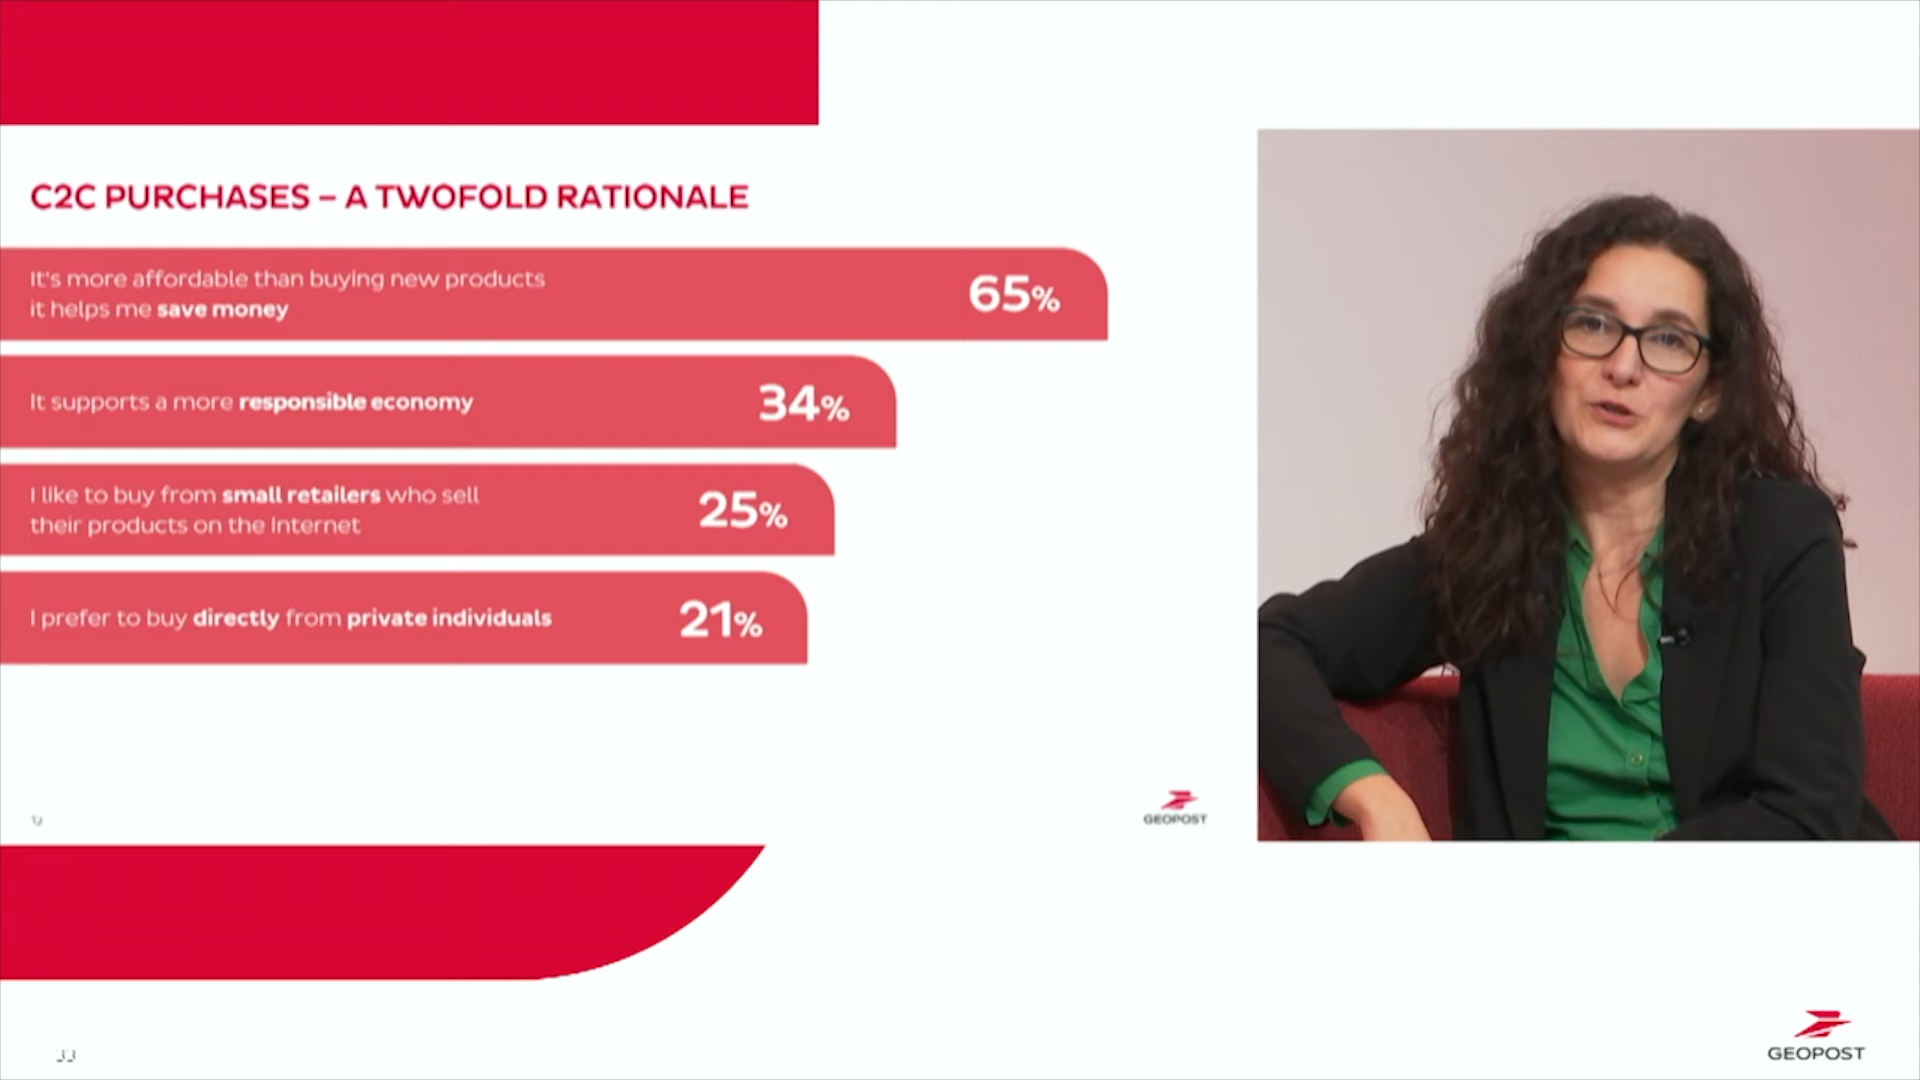 C2C PURCHASES – A TWOFOLD RATIONALE
It's more affordable than buying new products
it helps me save money
65%
It supports a more responsible economy
34%
I like to buy from small retailers who sell
their products on the Internet
25%
I prefer to buy directly from private individuals
21%
GEOPOST
GEOPOST